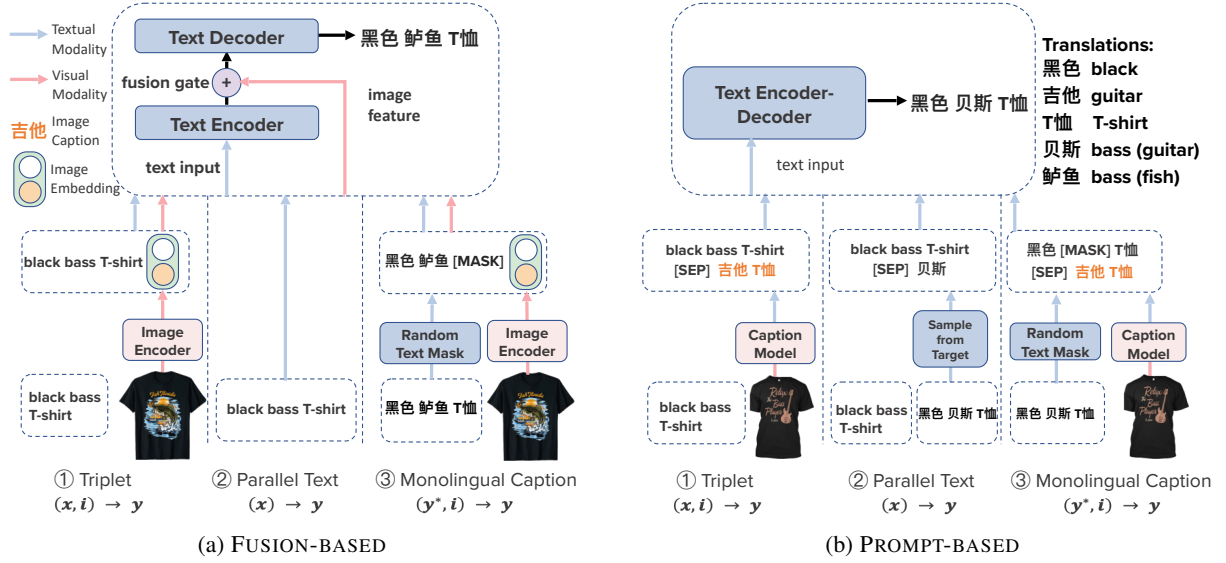 Textual
Modality
Visual
Modality
吉他
Image
Caption
Image
Embedding
Text Decoder
黑色 鲈鱼 T恤
fusion gate
+
image
feature
Text Encoder
text input
black bass T-shirt
黑色 鲈鱼 [MASK]
Image
Encoder
Random
Text Mask
Image
Encoder
black bass
T-shirt
black bass T-shirt
黑色 鲈鱼 T恤
① Triplet
(x, i) → y
② Parallel Text
(x) → y
③ Monolingual Caption
(y*, i) → y
(a) FUSION-BASED
Text Encoder-
Decoder
黑色 贝斯 T恤
text input
Translations:
黑色 black
吉他 guitar
T恤 T-shirt
贝斯 bass (guitar)
鲈鱼 bass (fish)
black bass T-shirt
[SEP] 吉他 T恤
black bass T-shirt
[SEP] 贝斯
黑色 [MASK] T恤
[SEP] 吉他 T恤
Caption
Model
Sample
from
Target
Random
Text Mask
Caption
Model
black bass
T-shirt
Relax
The
Bass
Player
black bass
T-shirt
黑色 贝斯 T恤
黑色 贝斯 T恤
Relax
The
Bass
Player
① Triplet
(x, i) → y
② Parallel Text
(x) → y
③ Monolingual Caption
(y*, i) → y
(b) PROMPT-BASED